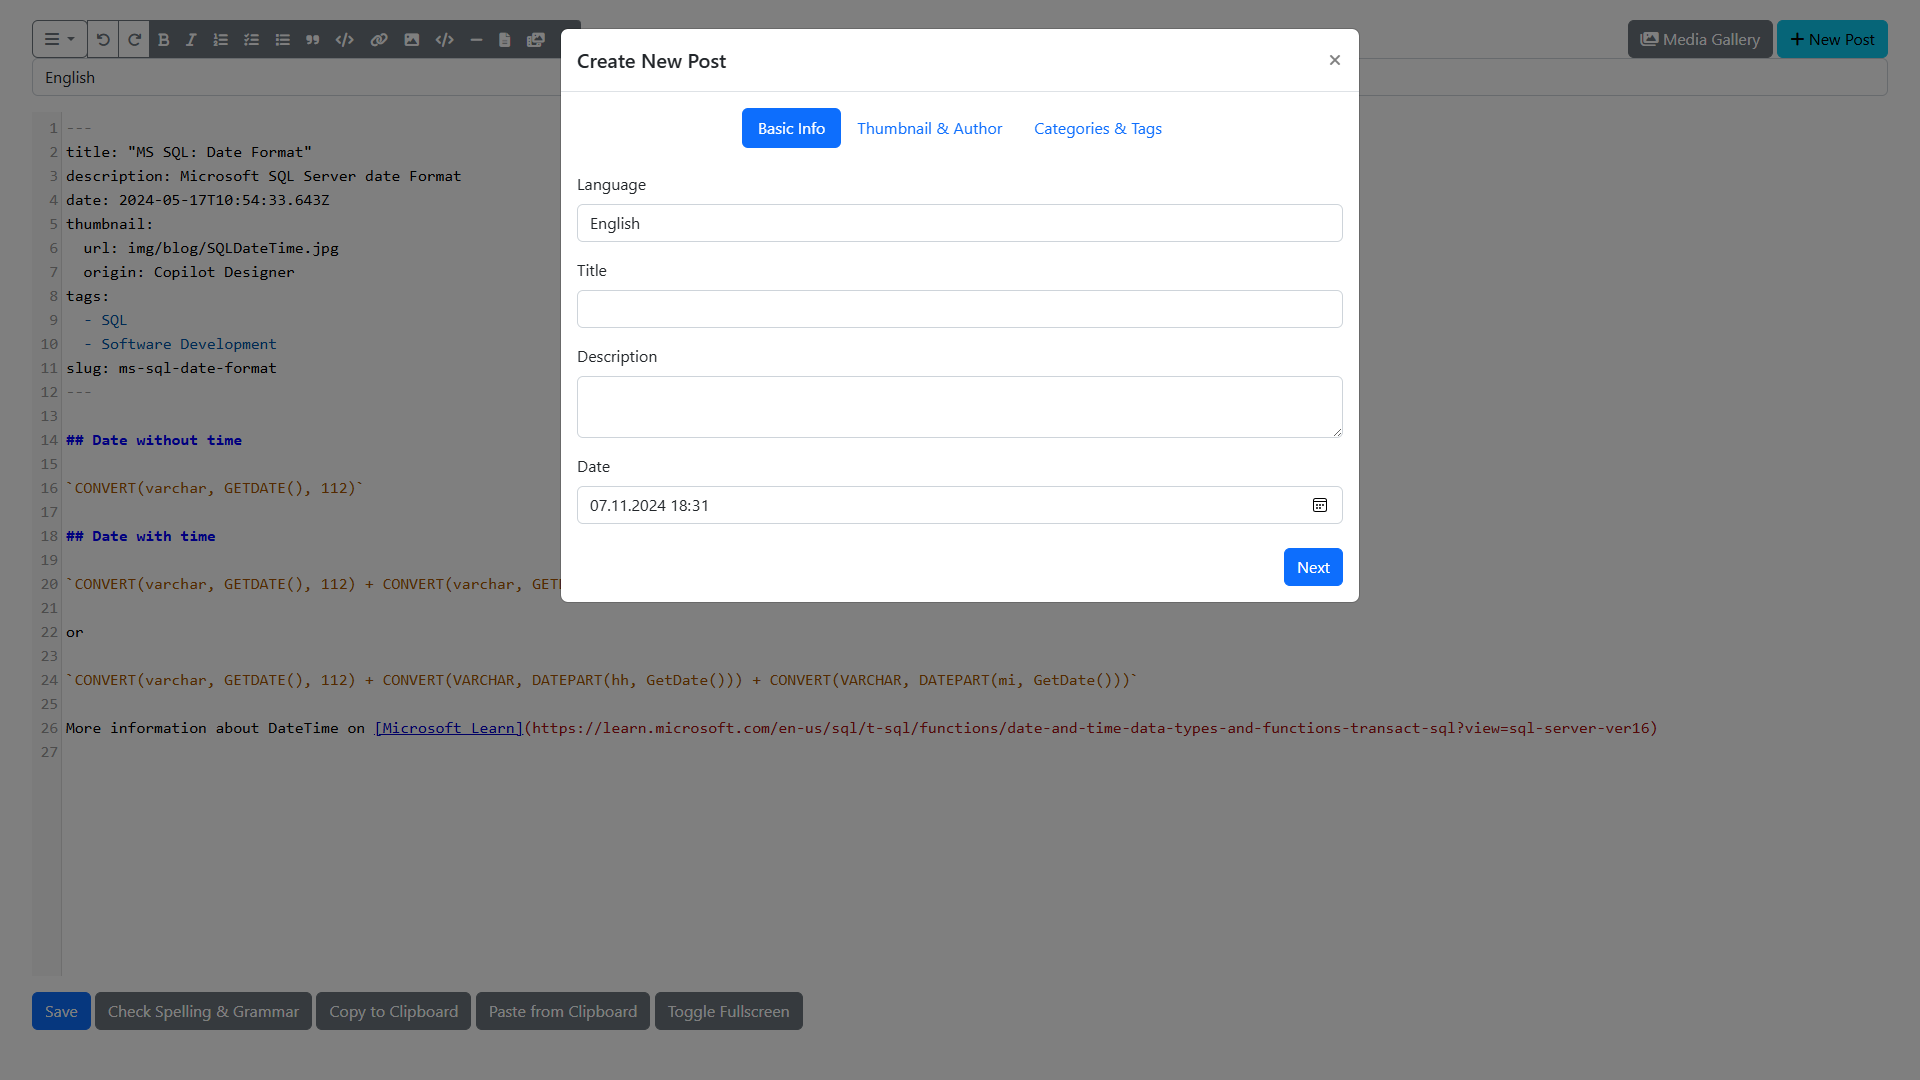 Media Gallery
New Post
English
Create New Post
×
Basic Info
Thumbnail & Author
Categories & Tags
Language
English
Title
Description
Date
07.11.2024 18:31
Next
1 ---
2 title: "MS SQL: Date Format"
3 description: Microsoft SQL Server date Format
4 date: 2024-05-17T10:54:33.643Z
5 thumbnail:
6 url: img/blog/SQLDateTime.jpg
7 origin: Copilot Designer
8 tags:
9 - SQL
10 - Software Development
11 slug: ms-sql-date-format
12 ---
13
14 ## Date without time
15
16 `CONVERT(varchar, GETDATE(), 112)`
17
18 ## Date with time
19
20 `CONVERT(varchar, GETDATE(), 112) + CONVERT(varchar,
21
22 or
23
24 `CONVERT(varchar, GETDATE(), 112) + CONVERT(VARCHAR, DATEPART(hh, GetDate())) + CONVERT(VARCHAR, DATEPART(mi, GetDate()))`
25
26 More information about DateTime on [Microsoft Learn](https://learn.microsoft.com/en-us/sql/t-sql/functions/date-and-time-data-types-and-functions-transact-sql?view=sql-server-ver16)
27
Save
Check Spelling & Grammar
Copy to Clipboard
Paste from Clipboard
Toggle Fullscreen